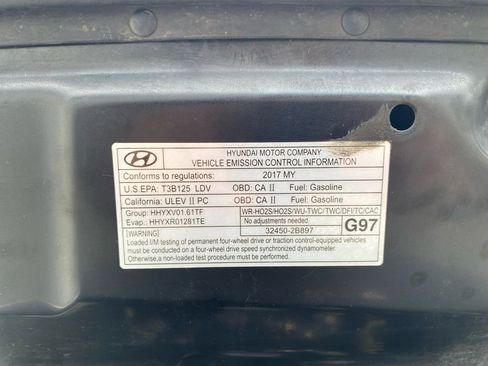 HYUNDAI MOTOR COMPANY
VEHICLE EMISSION CONTROL INFORMATION
Conforms to regulations: 2017 MY
U.S.EPA: T3B125 LDV OBD: CA II Fuel: Gasoline
California: ULEV II PC OBD: CA II Fuel: Gasoline
Group: HHYXV01.61TF WR-HO2S/HO2S/WU-TWC/TWC/DFI/TC/CAC
Evap.: HHYXR01281TE No adjustments needed.
32450-2B897 G97
[WARNING]
Loaded I/M testing of permanent four-wheel drive or traction control-equipped vehicles
must be conducted on a four-wheel drive speed synchronized dynamometer.
Otherwise, a non-loaded test procedure must be used.